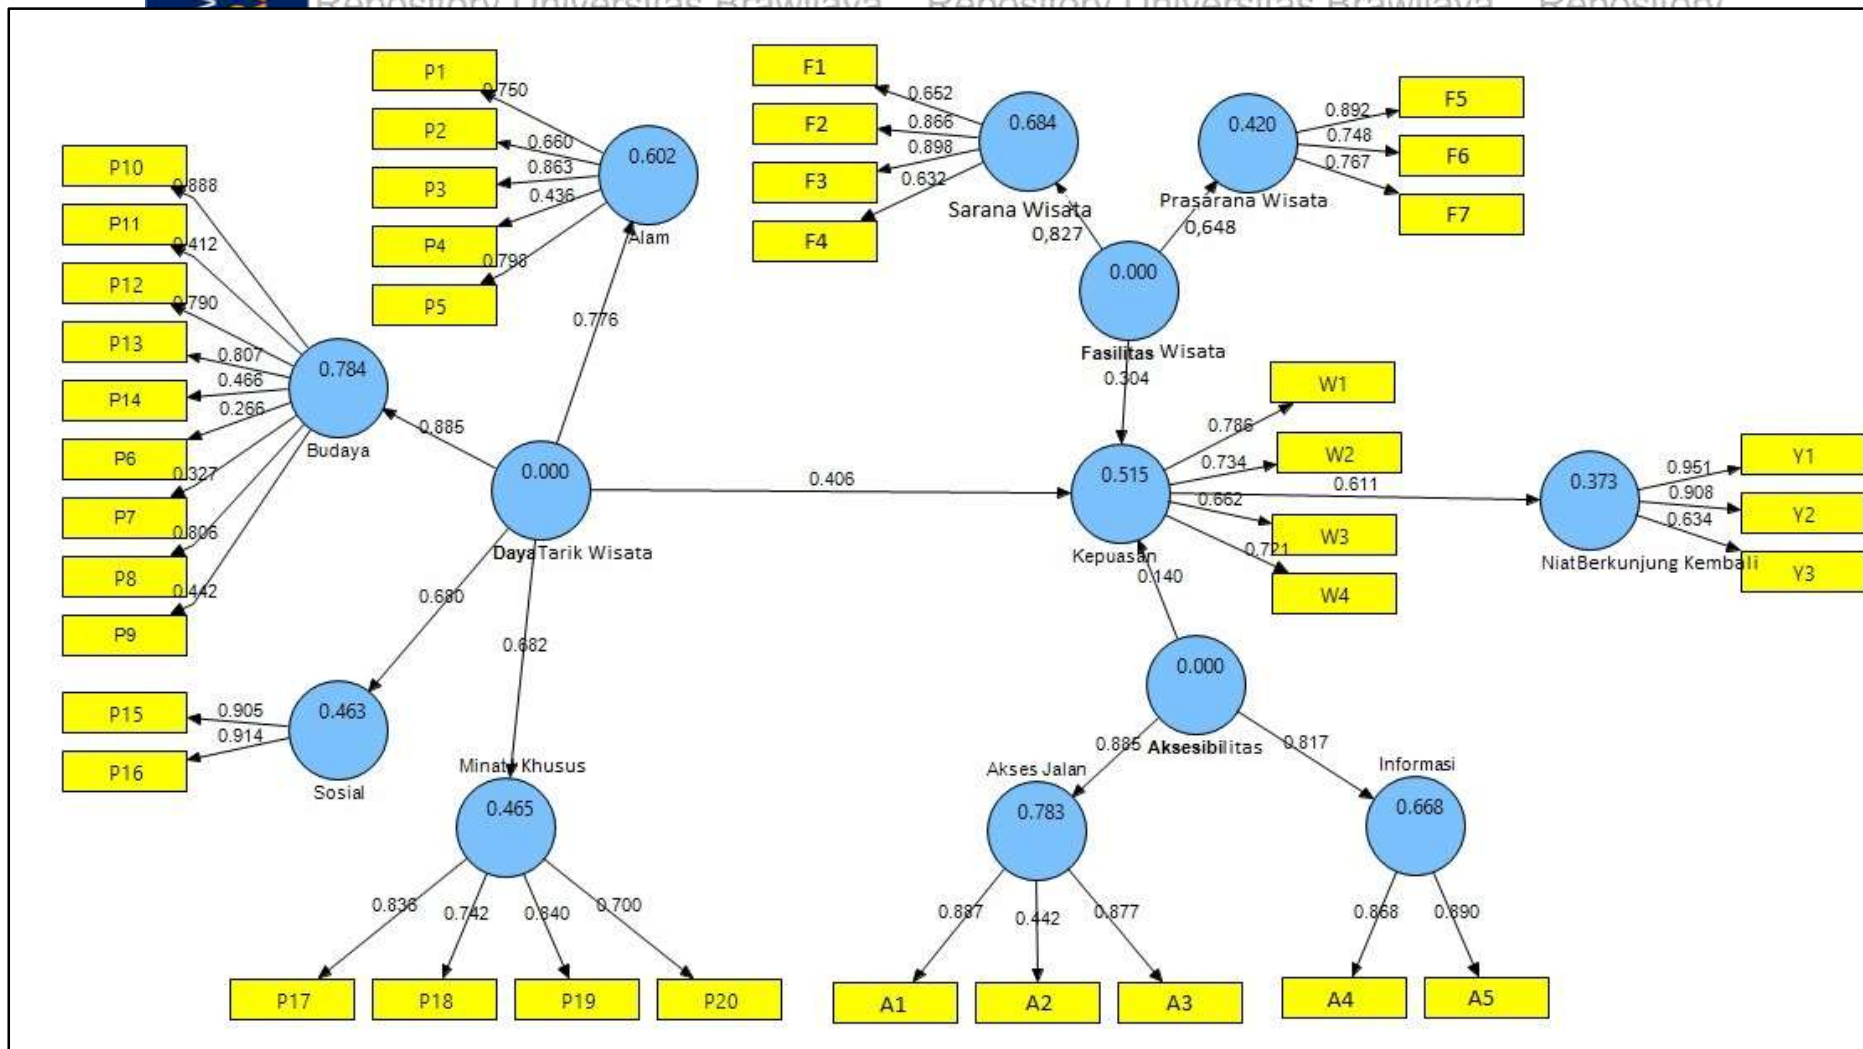 Repository Universitas Brawijaya Repository Universitas Brawijaya Repository
P1
P2
P3
P4
P5
0.750
0.660
0.863
0.436
0.798
0.602
Alam
0.776
F1
F2
F3
F4
0.652
0.866
0.898
0.632
0.684
Sarana Wisata
0,827
0.420
Prasarana Wisata
0,648
0.892
0.748
0.767
F5
F6
F7
0.000
Fasilitas Wisata
0.304
P10
P11
P12
P13
P14
P6
P7
P8
P9
0.888
0.412
0.790
0.807
0.466
0.266
0.327
0.806
0.442
0.784
Budaya
0.885
0.000
Daya Tarik Wisata
0.406
0.515
Kepuasan
0.786
0.734
0.662
0.721
W1
W2
W3
W4
0.611
0.373
NiatBerkunjung Kembali
0.951
0.908
0.634
Y1
Y2
Y3
0.140
0.000
Aksesibilitas
0.680
0.682
P15
P16
0.905
0.914
0.463
Sosial
Minat Khusus
0.465
0.836
0.742
0.840
0.700
P17
P18
P19
P20
0.885
0.817
Akses Jalan
0.783
0.887
0.442
0.877
A1
A2
A3
Informasi
0.668
0.868
0.890
A4
A5